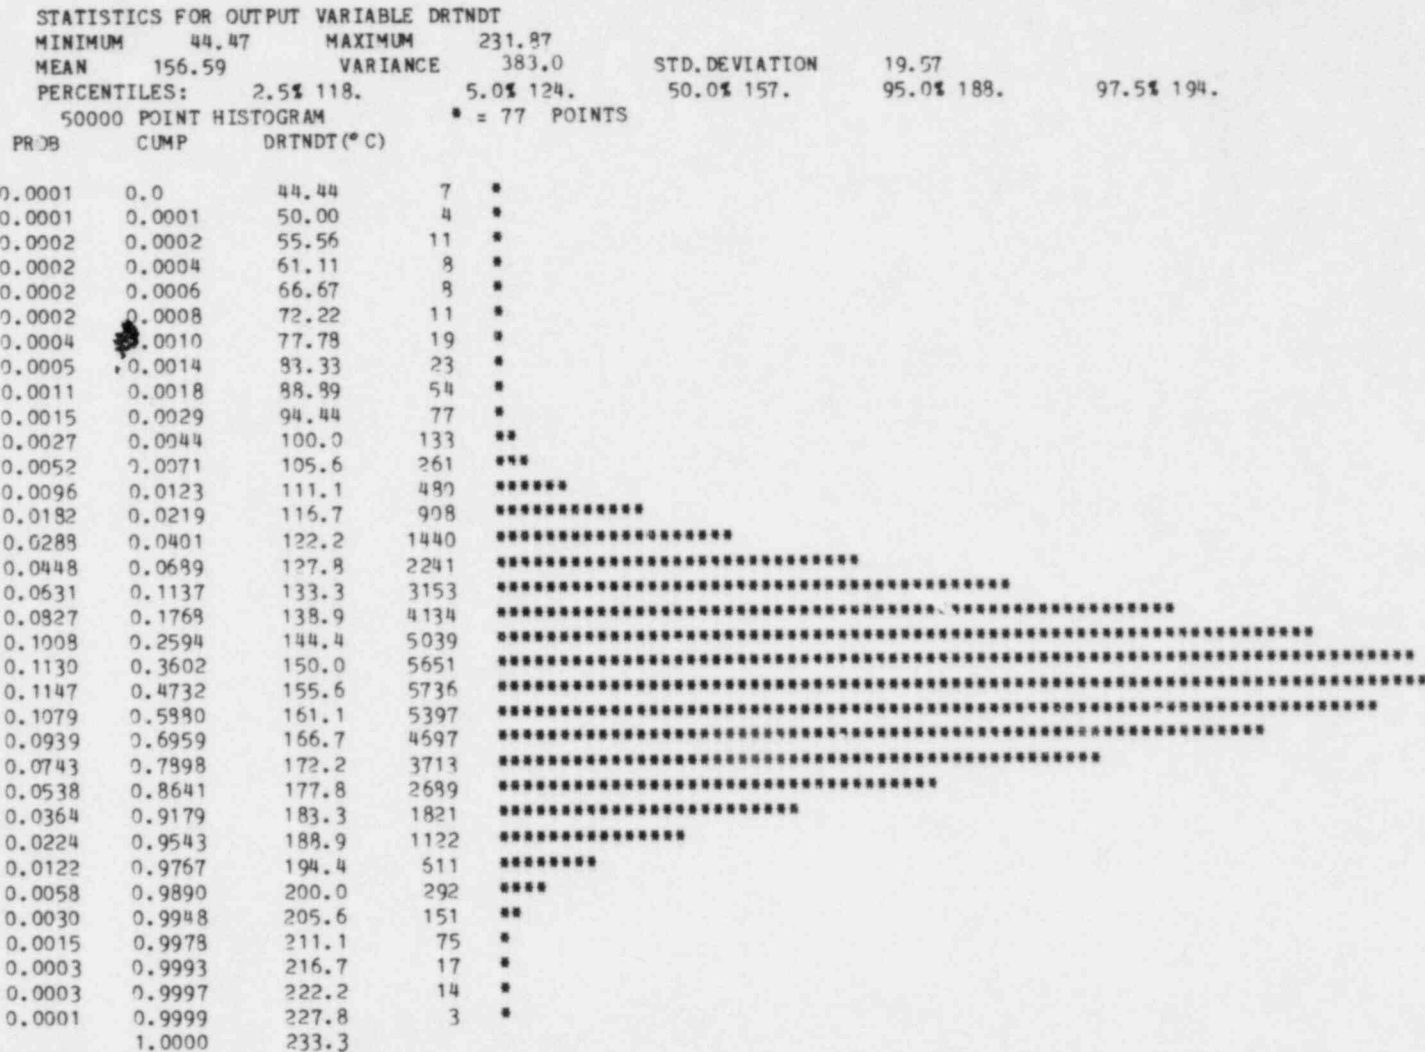 STATISTICS FOR OUTPUT VARIABLE DRTNDT
MINIMUM 44.47 MAXIMUM 231.87
MEAN 156.59 VARIANCE 383.0 STD.DEVIATION 19.57
PERCENTILES: 2.5% 118. 5.0% 124. 50.0% 157. 95.0% 188. 97.5% 194.
50000 POINT HISTOGRAM * = 77 POINTS
PROB CUMP DRTNDT(°C)
0.0001 0.0 44.44 7 *
0.0001 0.0001 50.00 4 *
0.0002 0.0002 55.56 11 *
0.0002 0.0004 61.11 8 *
0.0002 0.0006 66.67 8 *
0.0002 0.0008 72.22 11 *
0.0004 0.0010 77.78 19 *
0.0005 0.0014 83.33 23 *
0.0011 0.0018 88.89 54 *
0.0015 0.0029 94.44 77 *
0.0027 0.0044 100.0 133 **
0.0052 0.0071 105.6 261 ***
0.0096 0.0123 111.1 480 ******
0.0182 0.0219 116.7 908 ************
0.0288 0.0401 122.2 1440 *******************
0.0448 0.0689 127.8 2241 *****************************
0.0631 0.1137 133.3 3153 *****************************************
0.0827 0.1768 138.9 4134 ******************************************************
0.1008 0.2594 144.4 5039 *****************************************************************
0.1130 0.3602 150.0 5651 *************************************************************************
0.1147 0.4732 155.6 5736 **************************************************************************
0.1079 0.5880 161.1 5397 **********************************************************************
0.0939 0.6959 166.7 4697 *************************************************************
0.0743 0.7898 172.2 3713 ************************************************
0.0538 0.8641 177.8 2689 ***********************************
0.0364 0.9179 183.3 1821 ************************
0.0224 0.9543 188.9 1122 ***************
0.0122 0.9767 194.4 611 ********
0.0058 0.9890 200.0 292 ****
0.0030 0.9948 205.6 151 **
0.0015 0.9978 211.1 75 *
0.0003 0.9993 216.7 17 *
0.0003 0.9997 222.2 14 *
0.0001 0.9999 227.8 3 *
1.0000 233.3